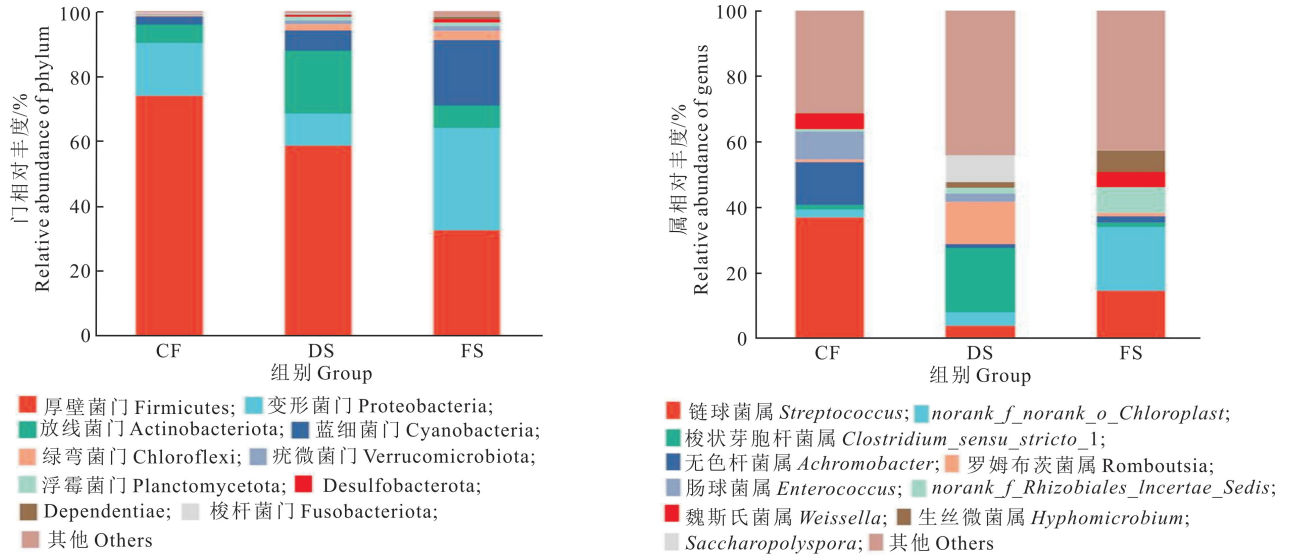 门相对丰度/%
Relative abundance of phylum
100
80
60
40
20
0
CF DS FS
组别 Group
厚壁菌门 Firmicutes; 变形菌门 Proteobacteria;
放线菌门 Actinobacteriota; 蓝细菌门 Cyanobacteria;
绿弯菌门 Chloroflexi; 疣微菌门 Verrucomicrobiota;
浮霉菌门 Planctomycetota; Desulfobacterota;
Dependentiae; 梭杆菌门 Fusobacteriota;
其他 Others
属相对丰度/%
Relative abundance of genus
100
80
60
40
20
0
CF DS FS
组别 Group
链球菌属 Streptococcus; norank_f_norank_o_Chloroplast;
梭状芽胞杆菌属 Clostridium_sensu_stricto_1;
无色杆菌属 Achromobacter; 罗姆布茨菌属 Romboutsia;
肠球菌属 Enterococcus; norank_f_Rhizobiales_lncertae_Sedis;
魏斯氏菌属 Weissella; 生丝微菌属 Hyphomicrobium;
Saccharopolyspora; 其他 Others